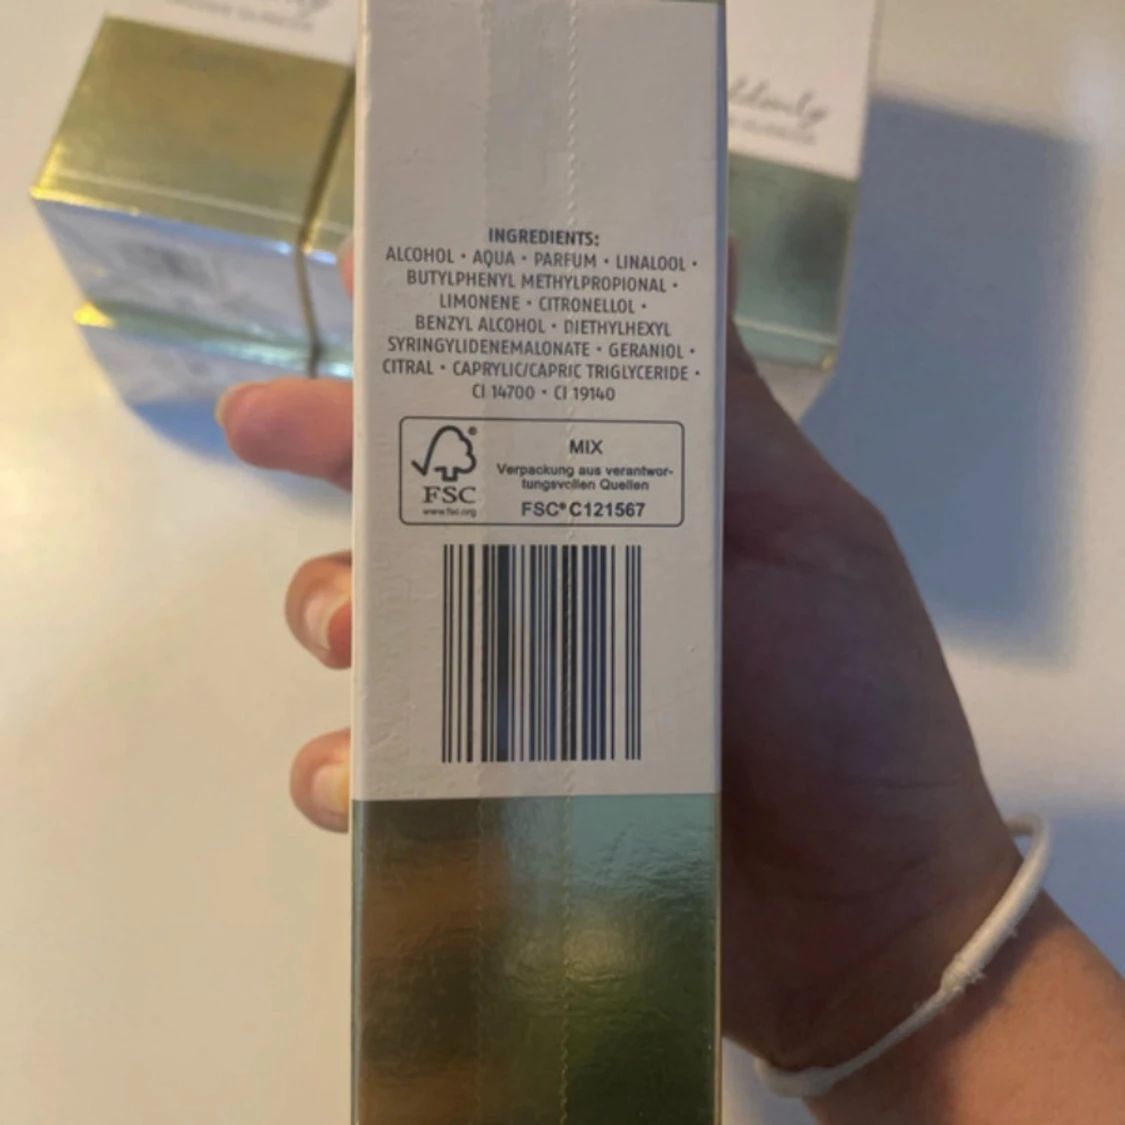 INGREDIENTS:
ALCOHOL • AQUA • PARFUM • LINALOOL •
BUTYLPHENYL METHYLPROPIONAL •
LIMONENE • CITRONELLOL •
BENZYL ALCOHOL • DIETHYLHEXYL
SYRINGYLIDENEMALONATE • GERANIOL •
CITRAL • CAPRYLIC/CAPRIC TRIGLYCERIDE •
CI 14700 • CI 19140
MIX
Verpackung aus verantwor-
tungsvollen Quellen
FSC® C121567
FSC
www.fsc.org